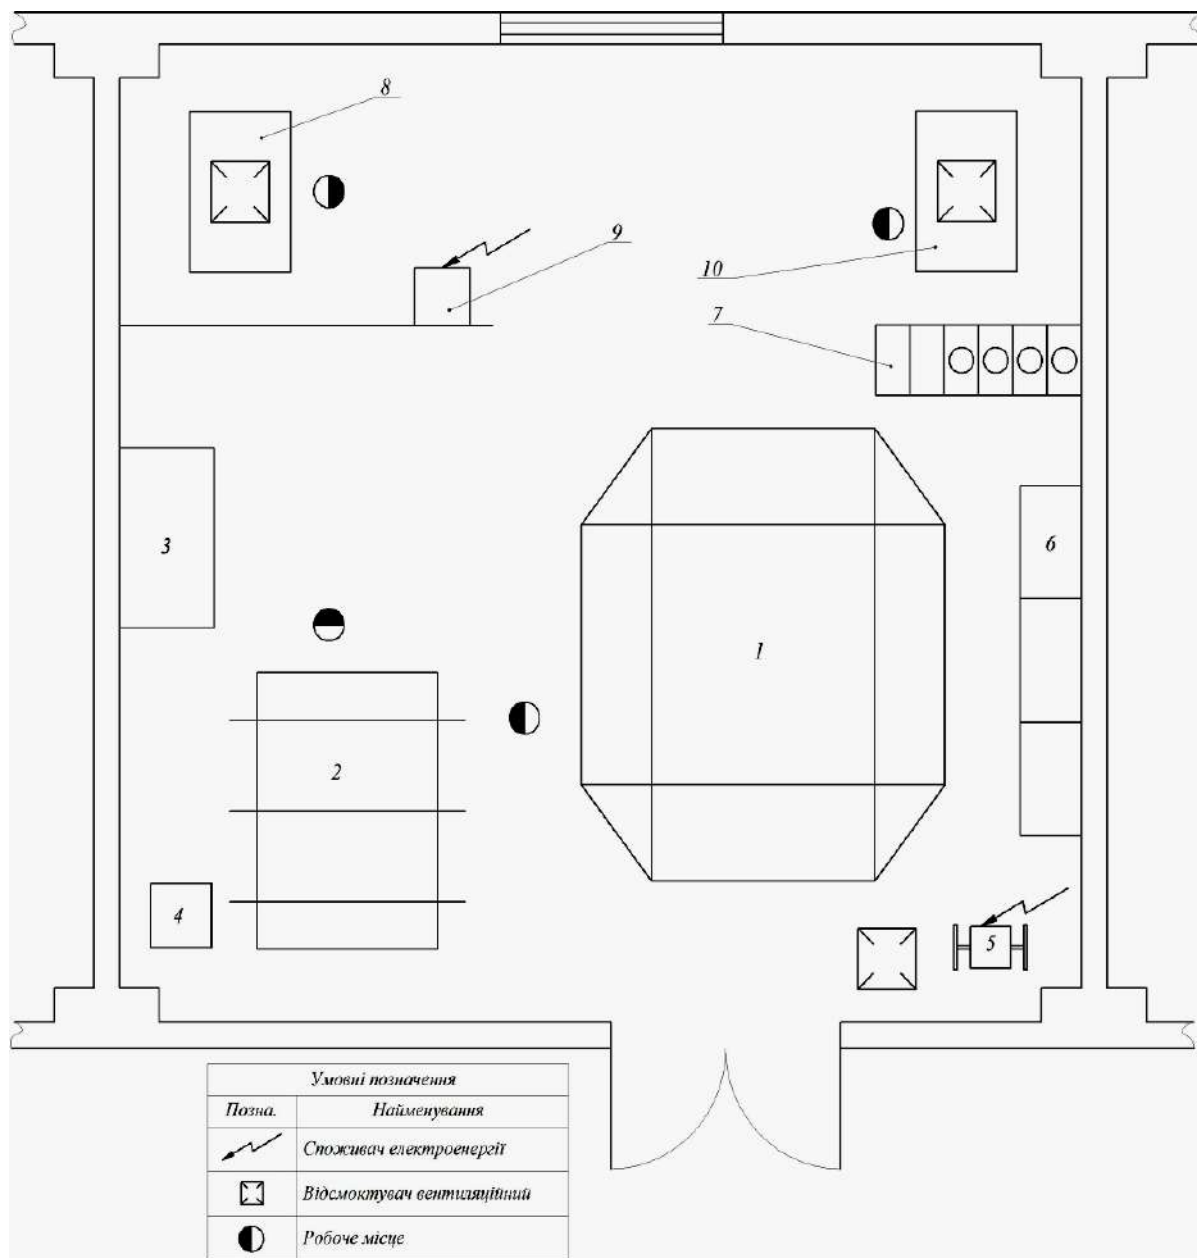 8
9
10
7
3
6
1
2
4
5
Умовні позначення
Позна. Найменування
Споживач електроенергії
Відсмоктувач вентиляційний
Робоче місце